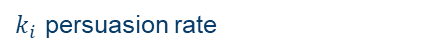 𝑘ᵢ persuasion rate